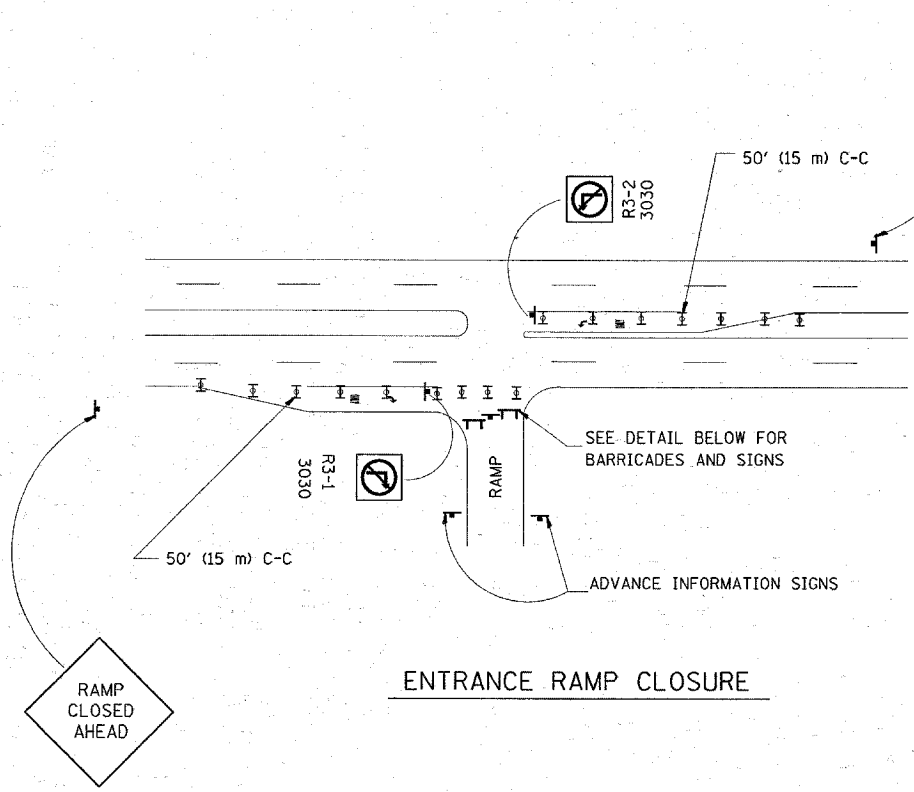 50' (15 m) C-C
R3-2
3030
SEE DETAIL BELOW FOR
BARRICADES AND SIGNS
RAMP
R3-1
3030
50' (15 m) C-C
ADVANCE INFORMATION SIGNS
RAMP
CLOSED
AHEAD
ENTRANCE RAMP CLOSURE